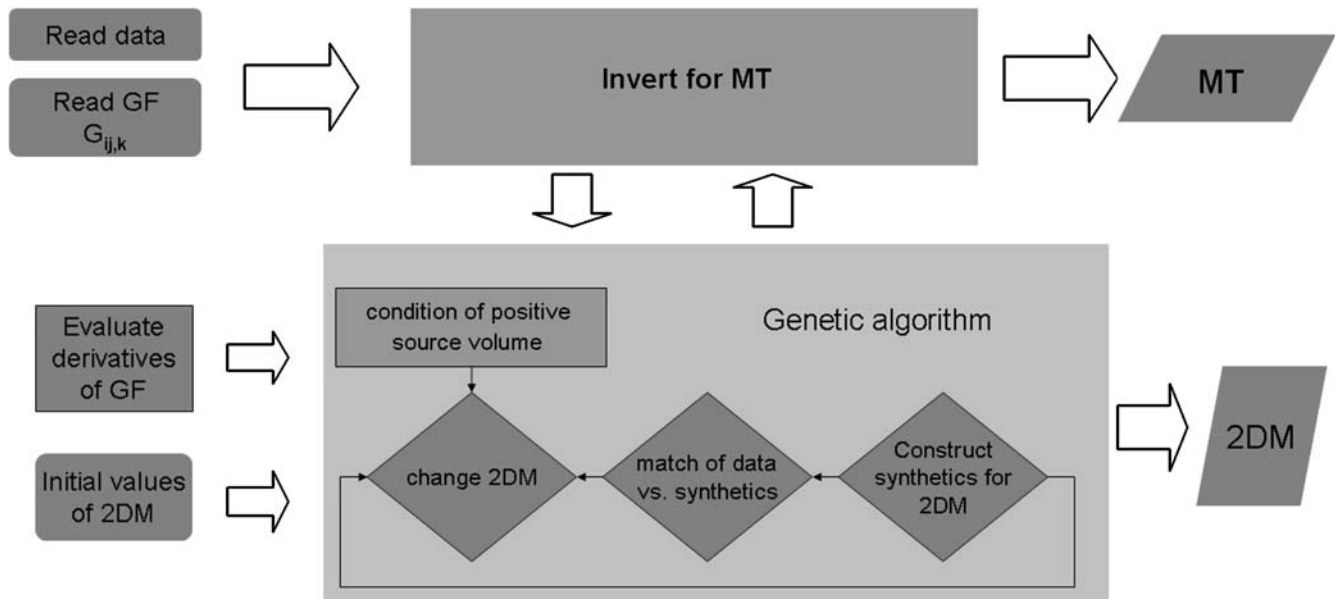 Read data
Read GF
G_ij,k
Invert for MT
MT
Evaluate
derivatives
of GF
Initial values
of 2DM
condition of positive
source volume
Genetic algorithm
change 2DM
match of data
vs. synthetics
Construct
synthetics for
2DM
2DM